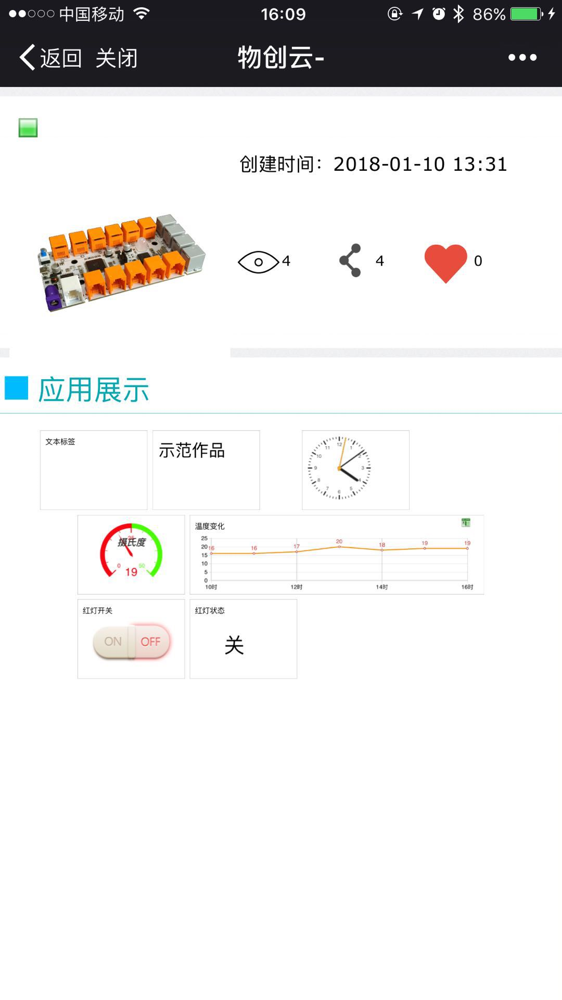 中国移动 16:09 86%
返回 关闭 物创云-
创建时间：2018-01-10 13:31
4 4 0
应用展示
文本标签
示范作品
12 1 2 3 4 5 6 7 8 9 10 11
摄氏度
25
0 50
19
温度变化
25
20
15
10
5
0
16 16 17 20 18 19 19
10时 12时 14时 16时
红灯开关
ON OFF
红灯状态
关